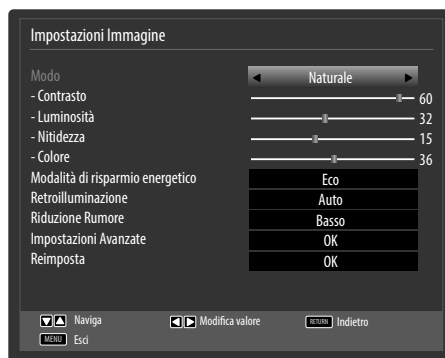 Impostazioni Immagine
Modo Naturale
- Contrasto 60
- Luminosità 32
- Nitidezza 15
- Colore 36
Modalità di risparmio energetico Eco
Retroilluminazione Auto
Riduzione Rumore Basso
Impostazioni Avanzate OK
Reimposta OK
Naviga Modifica valore RETURN Indietro
MENU Esci